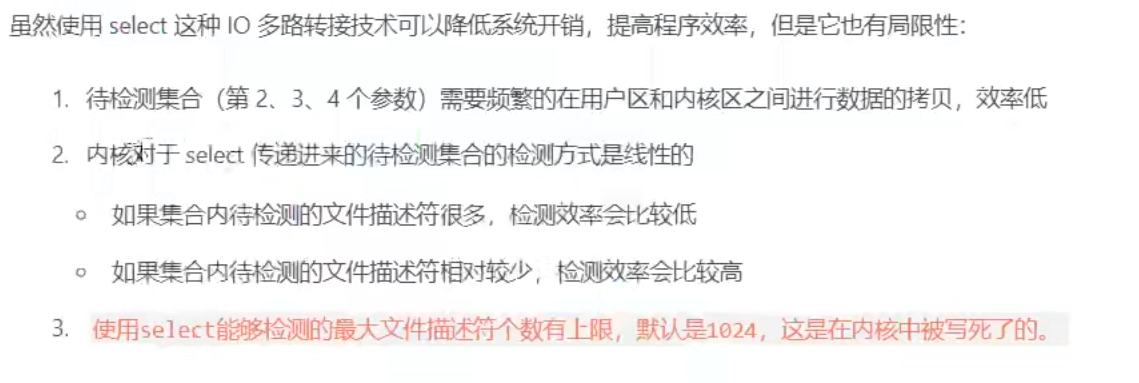 虽然使用 select 这种 IO 多路转接技术可以降低系统开销，提高程序效率，但是它也有局限性：
1. 待检测集合（第 2、3、4 个参数）需要频繁的在用户区和内核区之间进行数据的拷贝，效率低
2. 内核对于 select 传递进来的待检测集合的检测方式是线性的
○ 如果集合内待检测的文件描述符很多，检测效率会比较低
○ 如果集合内待检测的文件描述符相对较少，检测效率会比较高
3. 使用select能够检测的最大文件描述符个数有上限，默认是1024，这是在内核中被写死了的。